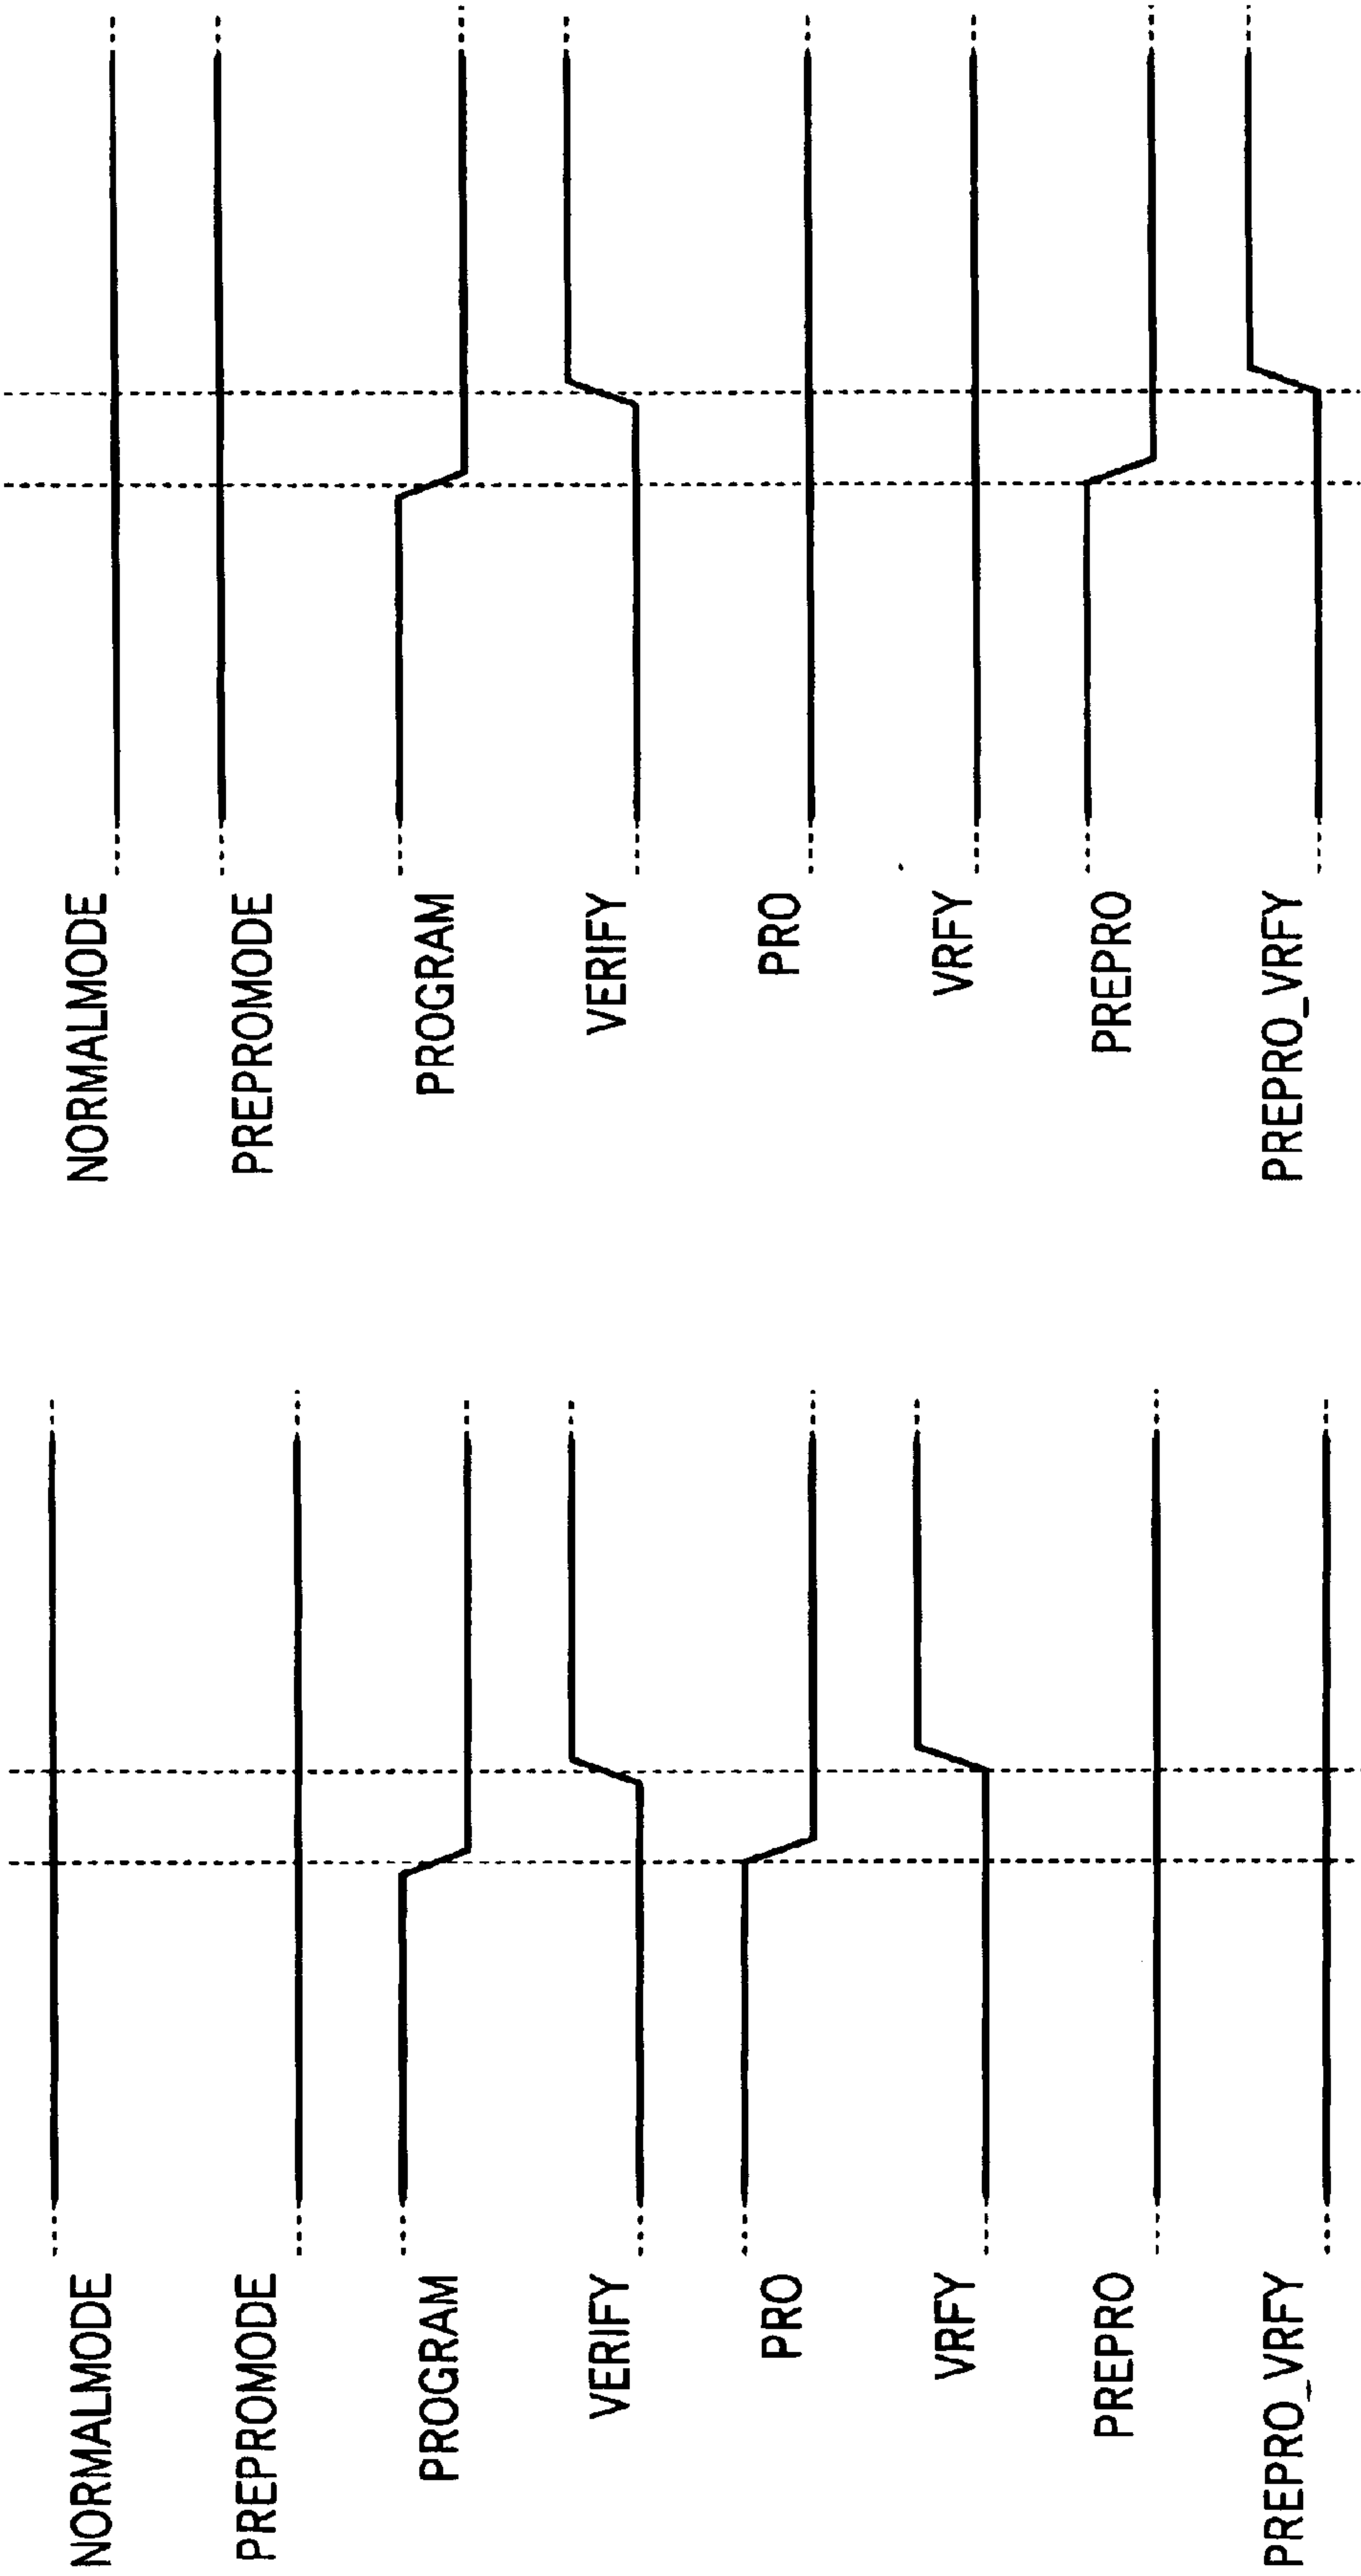 NORMALMODE
PREPROMODE
PROGRAM
VERIFY
PRO
VRFY
PREPRO
PREPRO_VRFY
NORMALMODE
PREPROMODE
PROGRAM
VERIFY
PRO
VRFY
PREPRO
PREPRO_VRFY